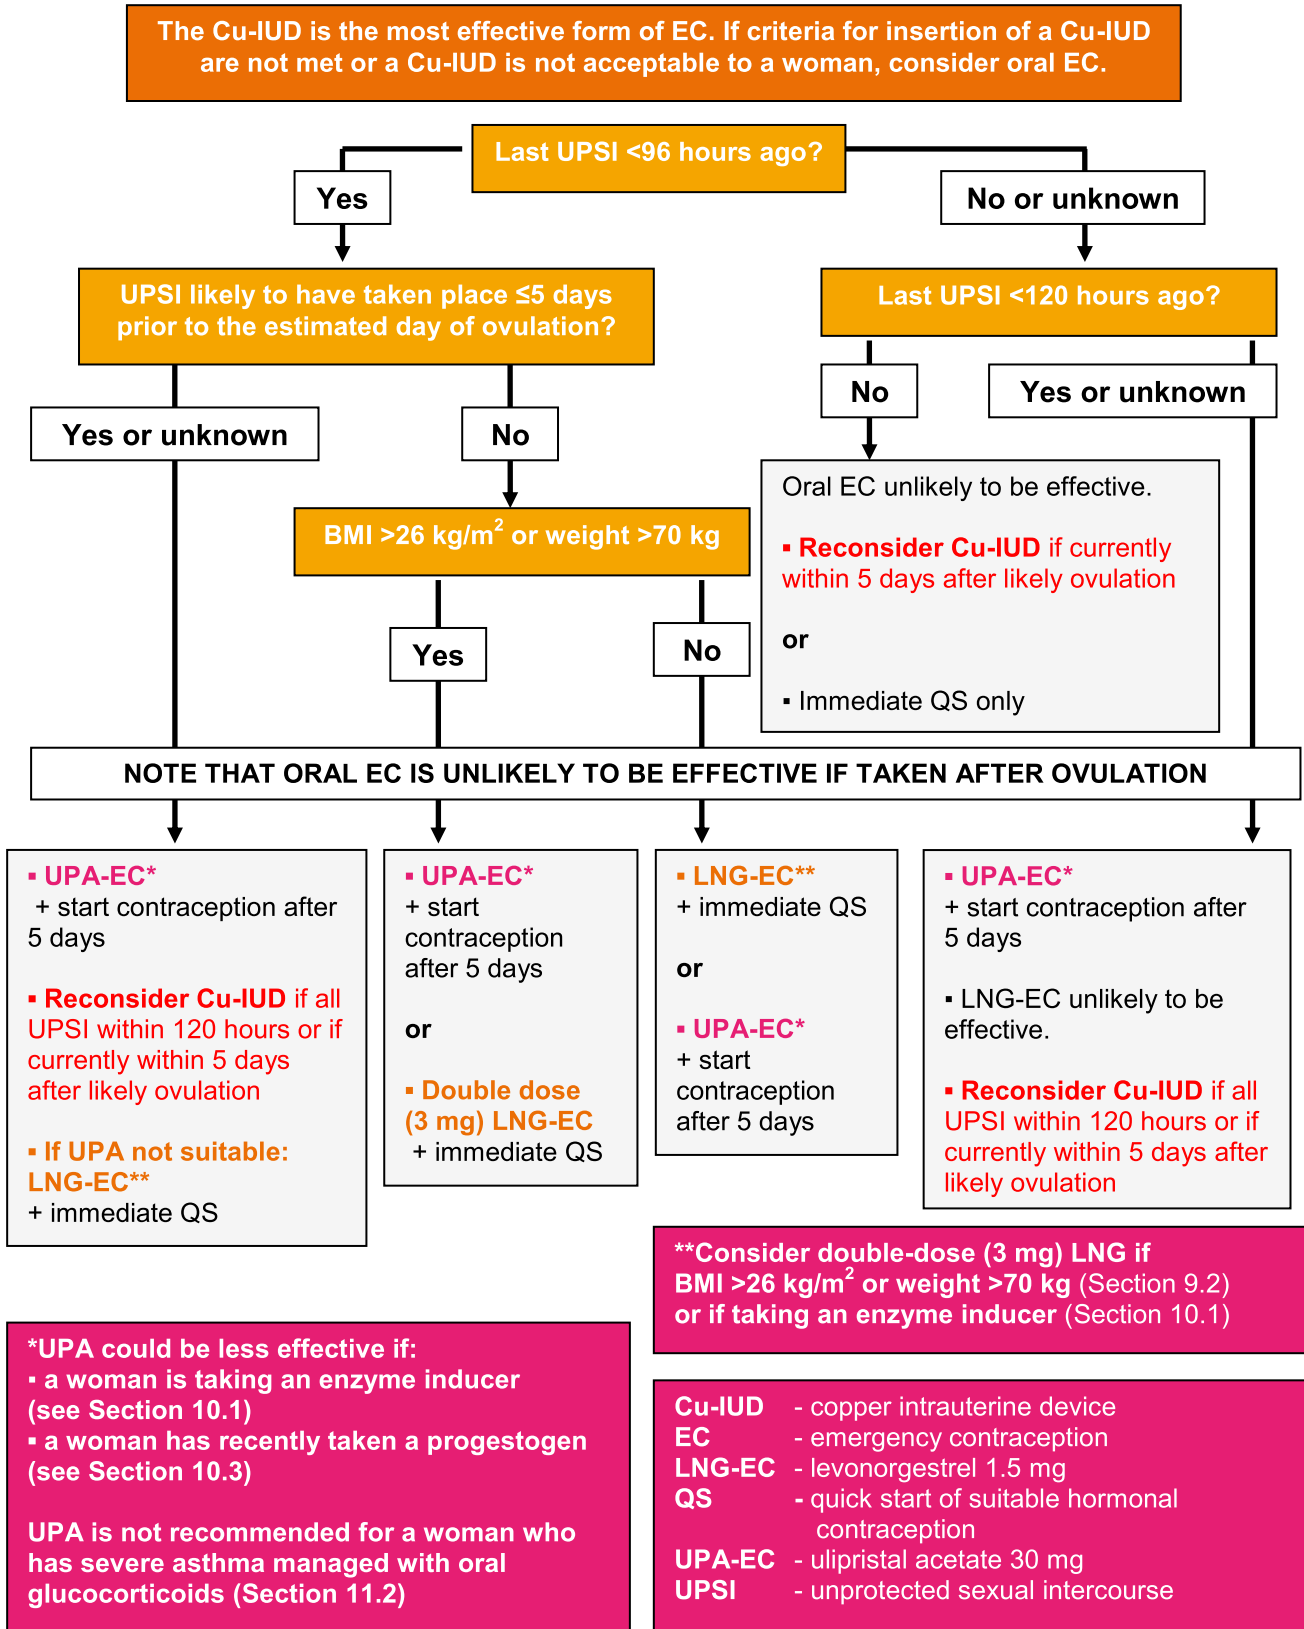 The Cu-IUD is the most effective form of EC. If criteria for insertion of a Cu-IUD
are not met or a Cu-IUD is not acceptable to a woman, consider oral EC.
Last UPSI <96 hours ago?
Yes
No or unknown
UPSI likely to have taken place ≤5 days
prior to the estimated day of ovulation?
Last UPSI <120 hours ago?
Yes or unknown
No
No
Yes or unknown
BMI >26 kg/m² or weight >70 kg
Yes
No
Oral EC unlikely to be effective.
▪ Reconsider Cu-IUD if currently
within 5 days after likely ovulation
or
▪ Immediate QS only
NOTE THAT ORAL EC IS UNLIKELY TO BE EFFECTIVE IF TAKEN AFTER OVULATION
▪ UPA-EC*
+ start contraception after
5 days
▪ Reconsider Cu-IUD if all
UPSI within 120 hours or if
currently within 5 days
after likely ovulation
▪ If UPA not suitable:
LNG-EC**
+ immediate QS
▪ UPA-EC*
+ start
contraception
after 5 days
or
▪ Double dose
(3 mg) LNG-EC
+ immediate QS
▪ LNG-EC**
+ immediate QS
or
▪ UPA-EC*
+ start
contraception
after 5 days
▪ UPA-EC*
+ start contraception after
5 days
▪ LNG-EC unlikely to be
effective.
▪ Reconsider Cu-IUD if all
UPSI within 120 hours or if
currently within 5 days after
likely ovulation
**Consider double-dose (3 mg) LNG if
BMI >26 kg/m² or weight >70 kg (Section 9.2)
or if taking an enzyme inducer (Section 10.1)
*UPA could be less effective if:
▪ a woman is taking an enzyme inducer
(see Section 10.1)
▪ a woman has recently taken a progestogen
(see Section 10.3)
UPA is not recommended for a woman who
has severe asthma managed with oral
glucocorticoids (Section 11.2)
Cu-IUD - copper intrauterine device
EC - emergency contraception
LNG-EC - levonorgestrel 1.5 mg
QS - quick start of suitable hormonal
contraception
UPA-EC - ulipristal acetate 30 mg
UPSI - unprotected sexual intercourse